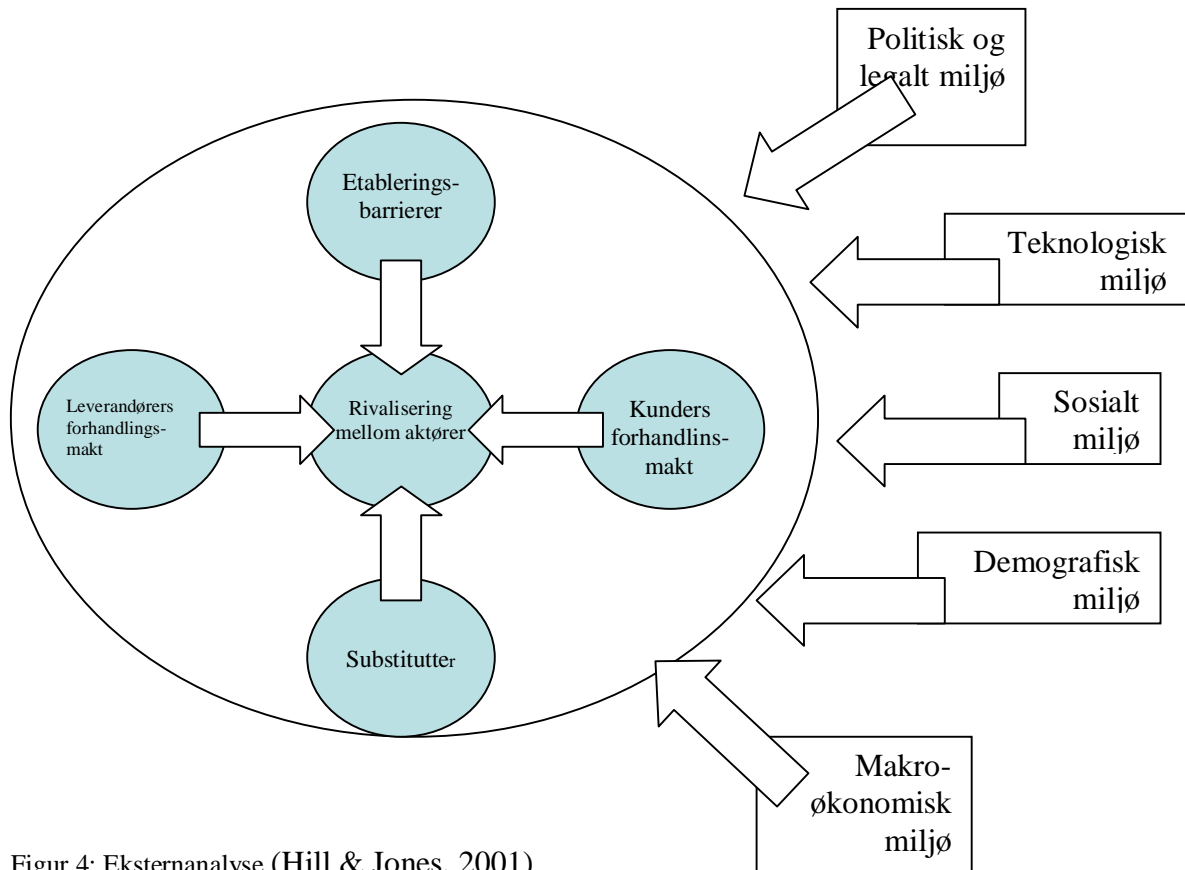 Politisk og
legalt miljø
Etablerings-
barrierer
Teknologisk
miljø
Leverandørers
forhandlings-
makt
Rivalisering
mellom aktører
Kunders
forhandlins-
makt
Sosialt
miljø
Substitutter
Demografisk
miljø
Makro-
økonomisk
miljø
Figur 4: Eksternanalyse (Hill & Jones, 2001)